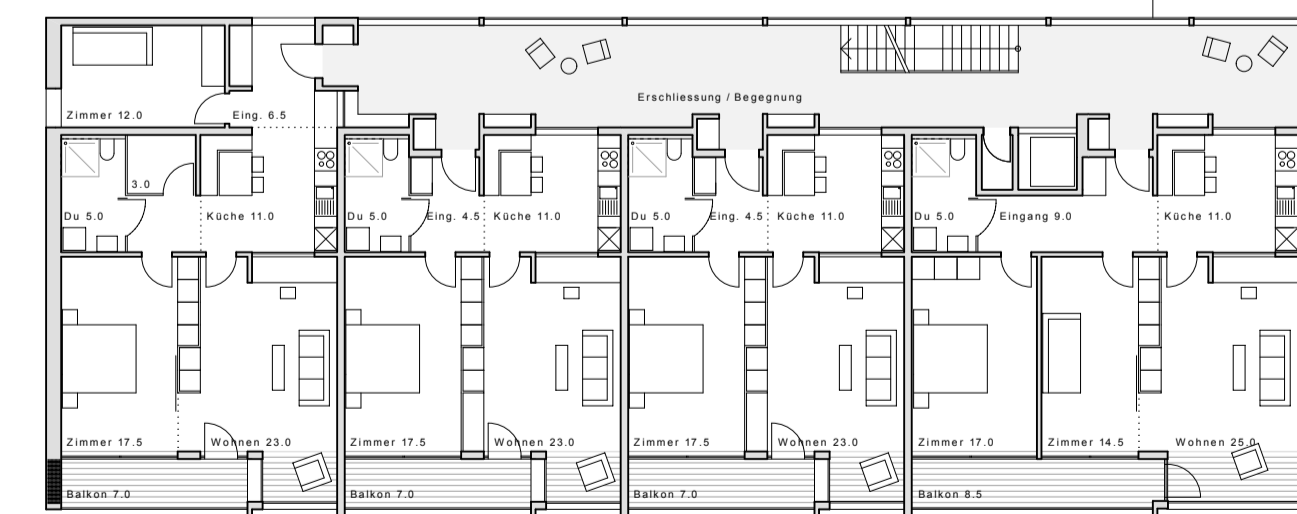 Erschliessung / Begegnung
Zimmer 12.0
Eing. 6.5
3.0
Du 5.0
Küche 11.0
Du 5.0
Eing. 4.5
Küche 11.0
Du 5.0
Eing. 4.5
Küche 11.0
Du 5.0
Eingang 9.0
Küche 11.0
Zimmer 17.5
Wohnen 23.0
Zimmer 17.5
Wohnen 23.0
Zimmer 17.5
Wohnen 23.0
Zimmer 17.0
Zimmer 14.5
Wohnen 25.0
Balkon 7.0
Balkon 7.0
Balkon 7.0
Balkon 8.5